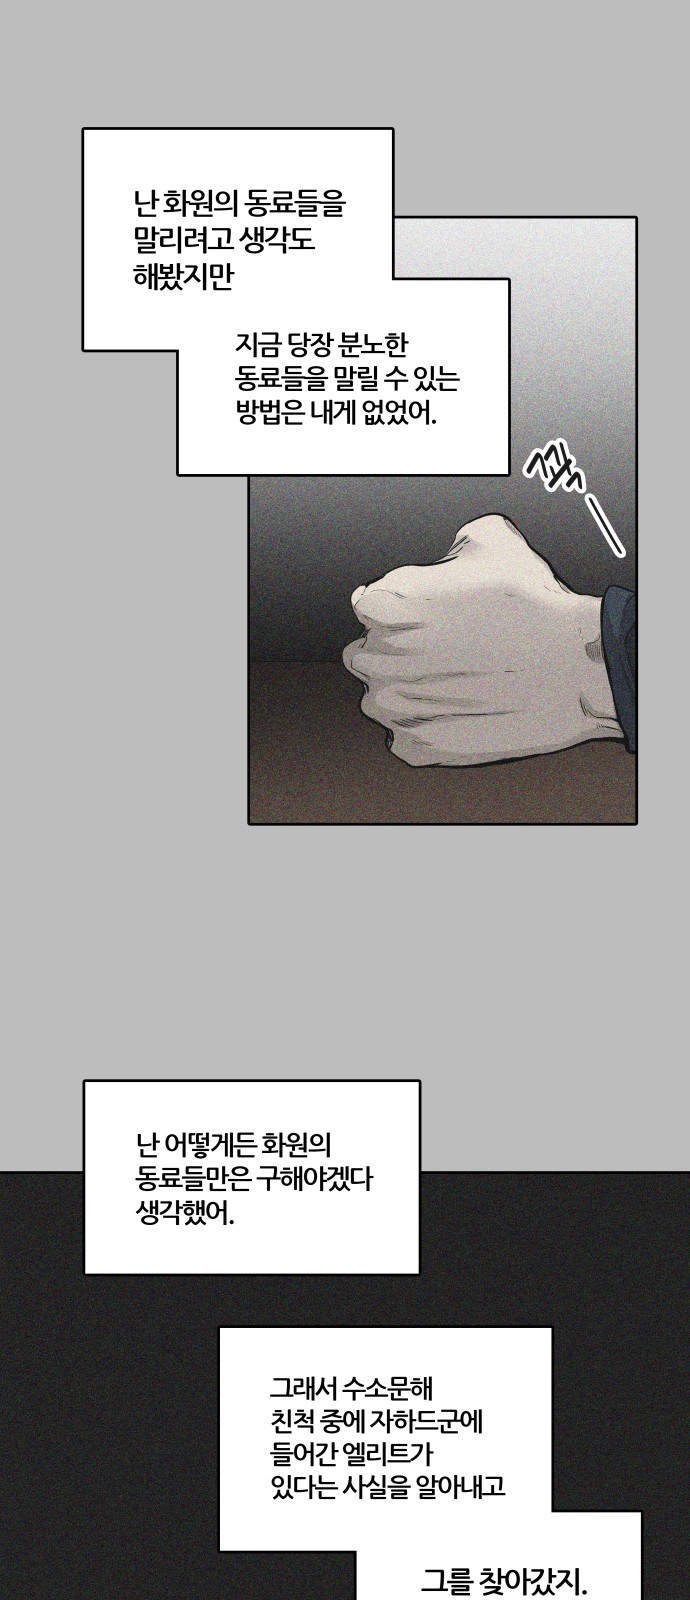 난 화원의 동료들을
말리려고 생각도
해봤지만
지금 당장 분노한
동료들을 말릴 수 있는
방법은 내게 없었어.
콱
난 어떻게든 화원의
동료들만은 구해야겠다
생각했어.
그래서 수소문해
친척 중에 자하드군에
들어간 엘리트가
있다는 사실을 알아내고
그를 찾아갔지.